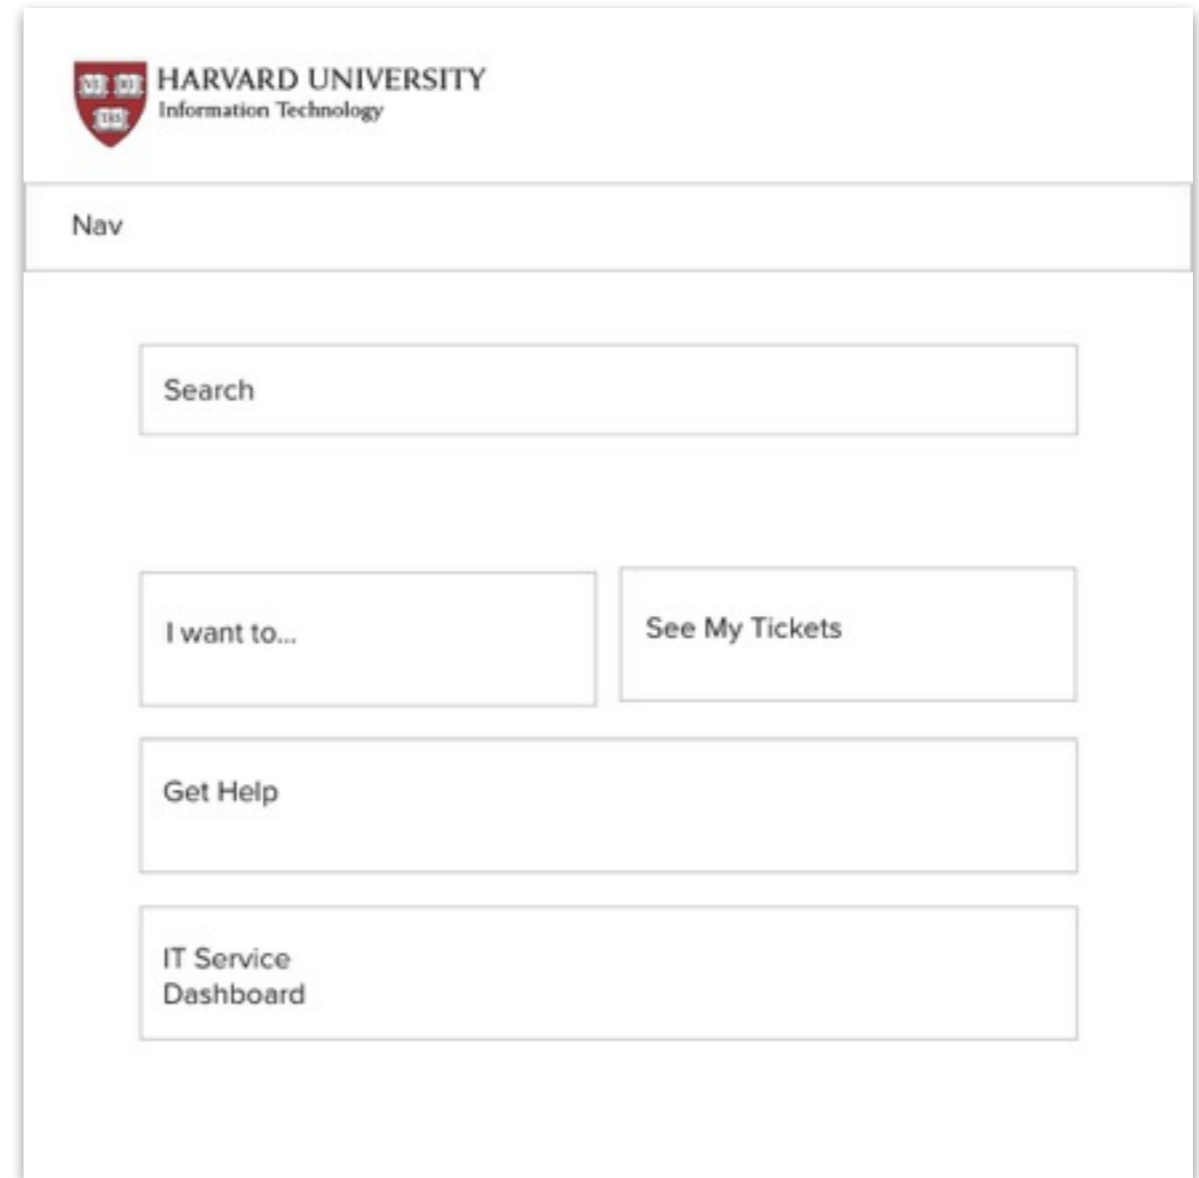 HARVARD UNIVERSITY
Information Technology
Nav
Search
I want to...
See My Tickets
Get Help
IT Service
Dashboard